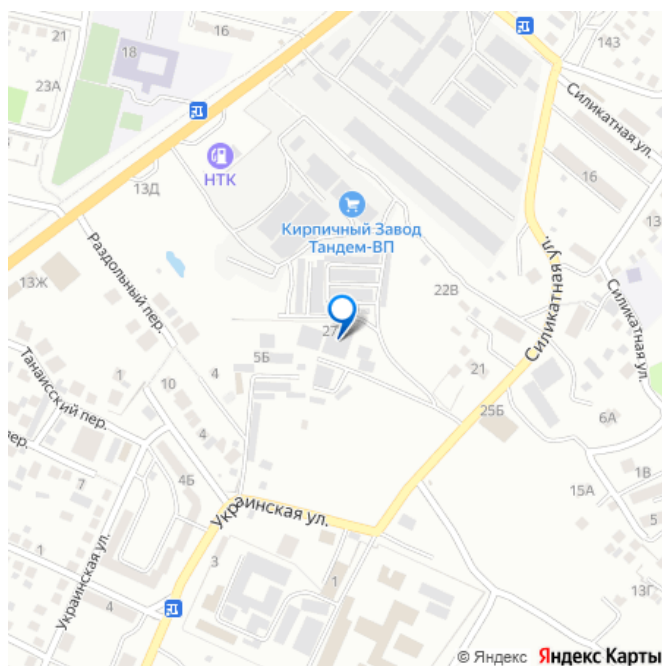 21
16
143
18
23А
Силикатная ул.
НТК
16
13Д
13
Кирпичный Завод
Тандем-ВП
Раздольный пер.
Силикатная ул.
13Ж
22В
Силикатная ул.
27
5Б
21
Танаисский пер.
1
10
4
25Б
6А
4
пер.
7
4Б
1В
15А
Украинская ул.
5
Украинская ул.
1
3
1
13Г
4
© Яндекс Яндекс Карты